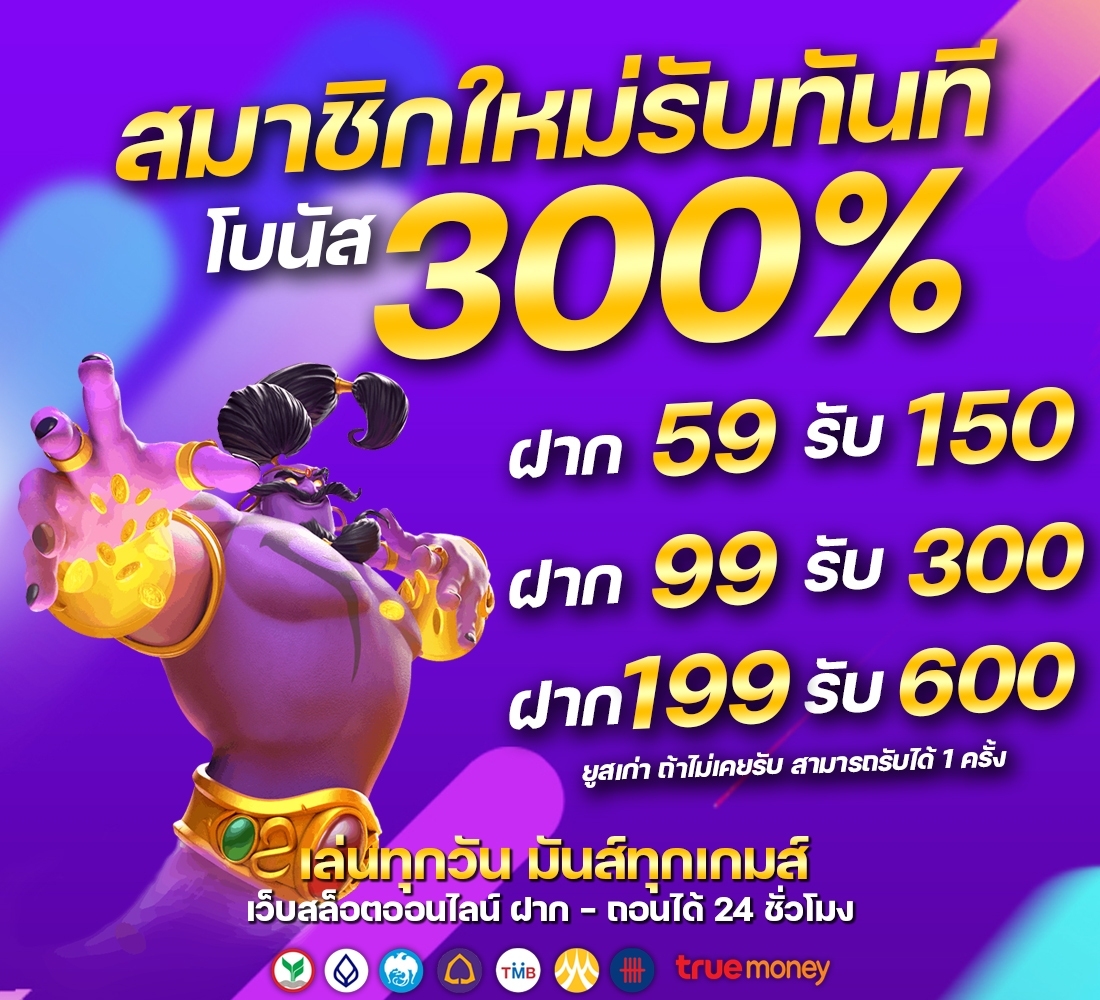 สมาชิกใหม่รับทันที
โบนัส 300%
ฝาก 59 รับ 150
ฝาก 99 รับ 300
ฝาก 199 รับ 600
ยูสเก่า ถ้าไม่เคยรับ สามารถรับได้ 1 ครั้ง
เล่นทุกวัน มันส์ทุกเกมส์
เว็บสล็อตออนไลน์ ฝาก - ถอนได้ 24 ชั่วโมง
TMB truemoney